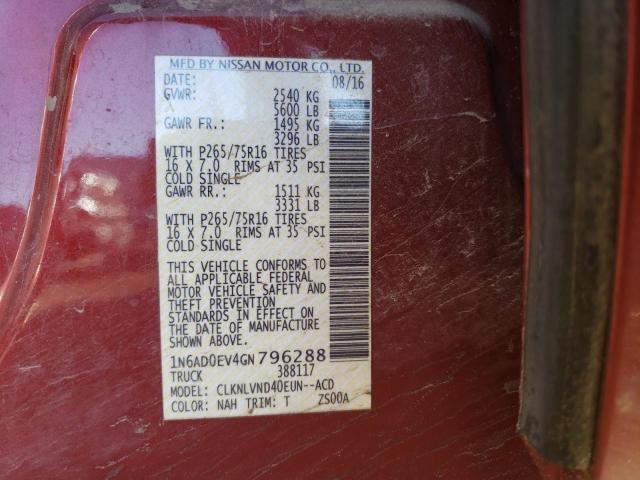 MFD BY NISSAN MOTOR CO., LTD.
DATE: 08/16
GVWR: 2540 KG
5600 LB
GAWR FR.: 1495 KG
3296 LB
WITH P265/75R16 TIRES
16 X 7.0 RIMS AT 35 PSI
COLD SINGLE
GAWR RR.: 1511 KG
3331 LB
WITH P265/75R16 TIRES
16 X 7.0 RIMS AT 35 PSI
COLD SINGLE
THIS VEHICLE CONFORMS TO
ALL APPLICABLE FEDERAL
MOTOR VEHICLE SAFETY AND
THEFT PREVENTION
STANDARDS IN EFFECT ON
THE DATE OF MANUFACTURE
SHOWN ABOVE.
1N6AD0EV4GN796288
TRUCK 388117
MODEL: CLKNLVND40EUN--ACD
COLOR: NAH TRIM: T ZS00A